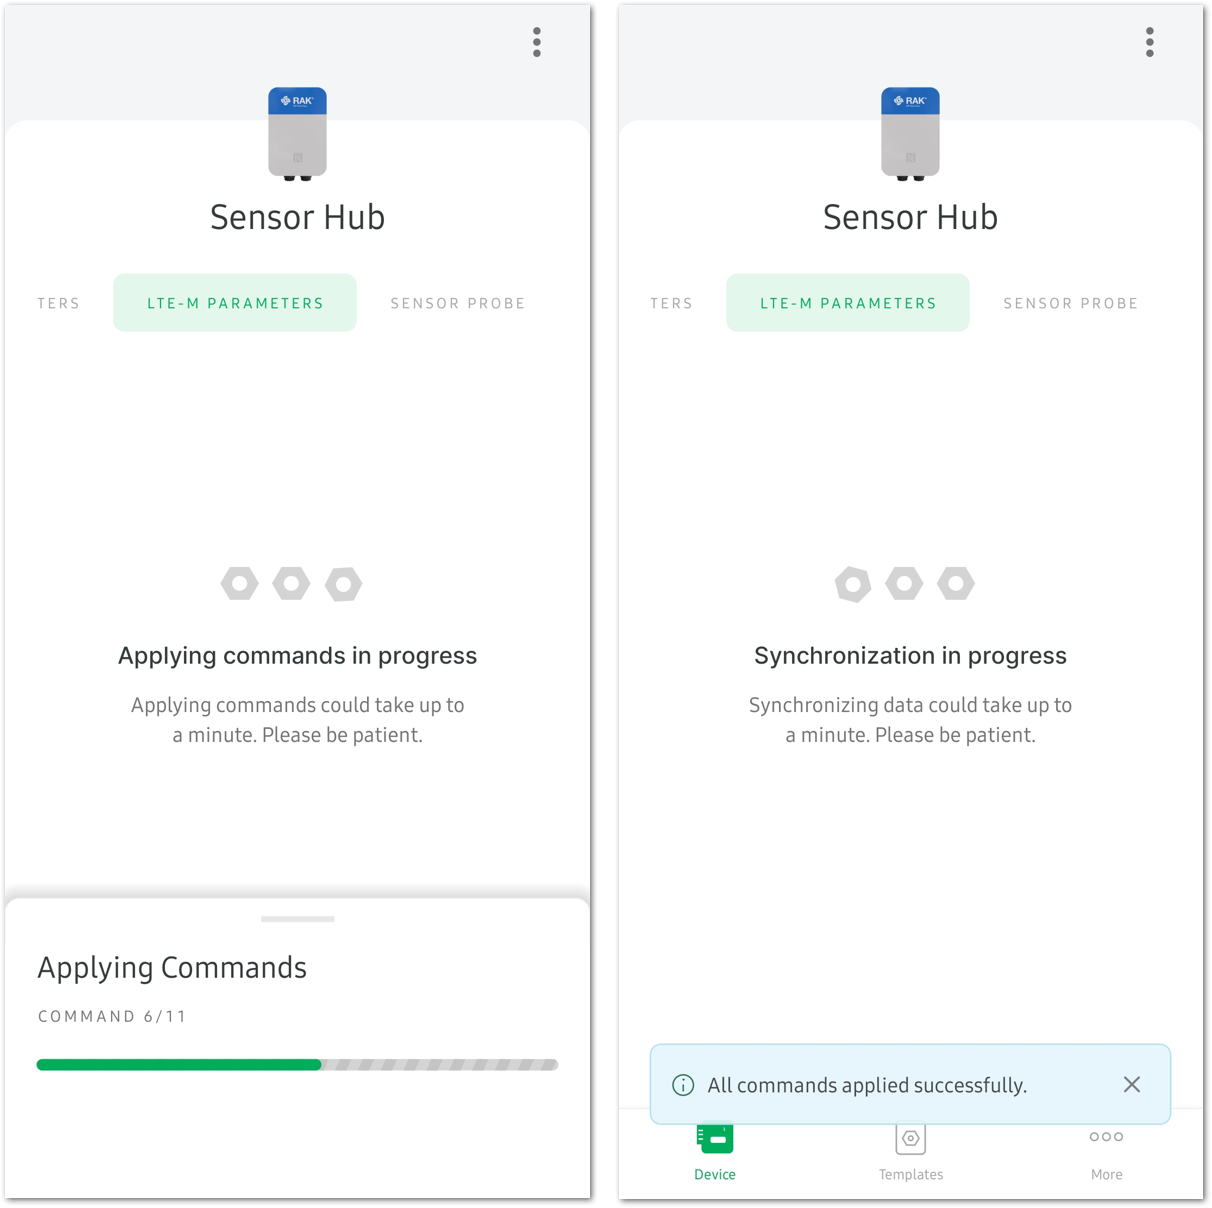 RAK
Sensor Hub
TERS
LTE-M PARAMETERS
SENSOR PROBE
Applying commands in progress
Applying commands could take up to
a minute. Please be patient.
Applying Commands
COMMAND 6/11
RAK
Sensor Hub
TERS
LTE-M PARAMETERS
SENSOR PROBE
Synchronization in progress
Synchronizing data could take up to
a minute. Please be patient.
All commands applied successfully.
Device
Templates
More